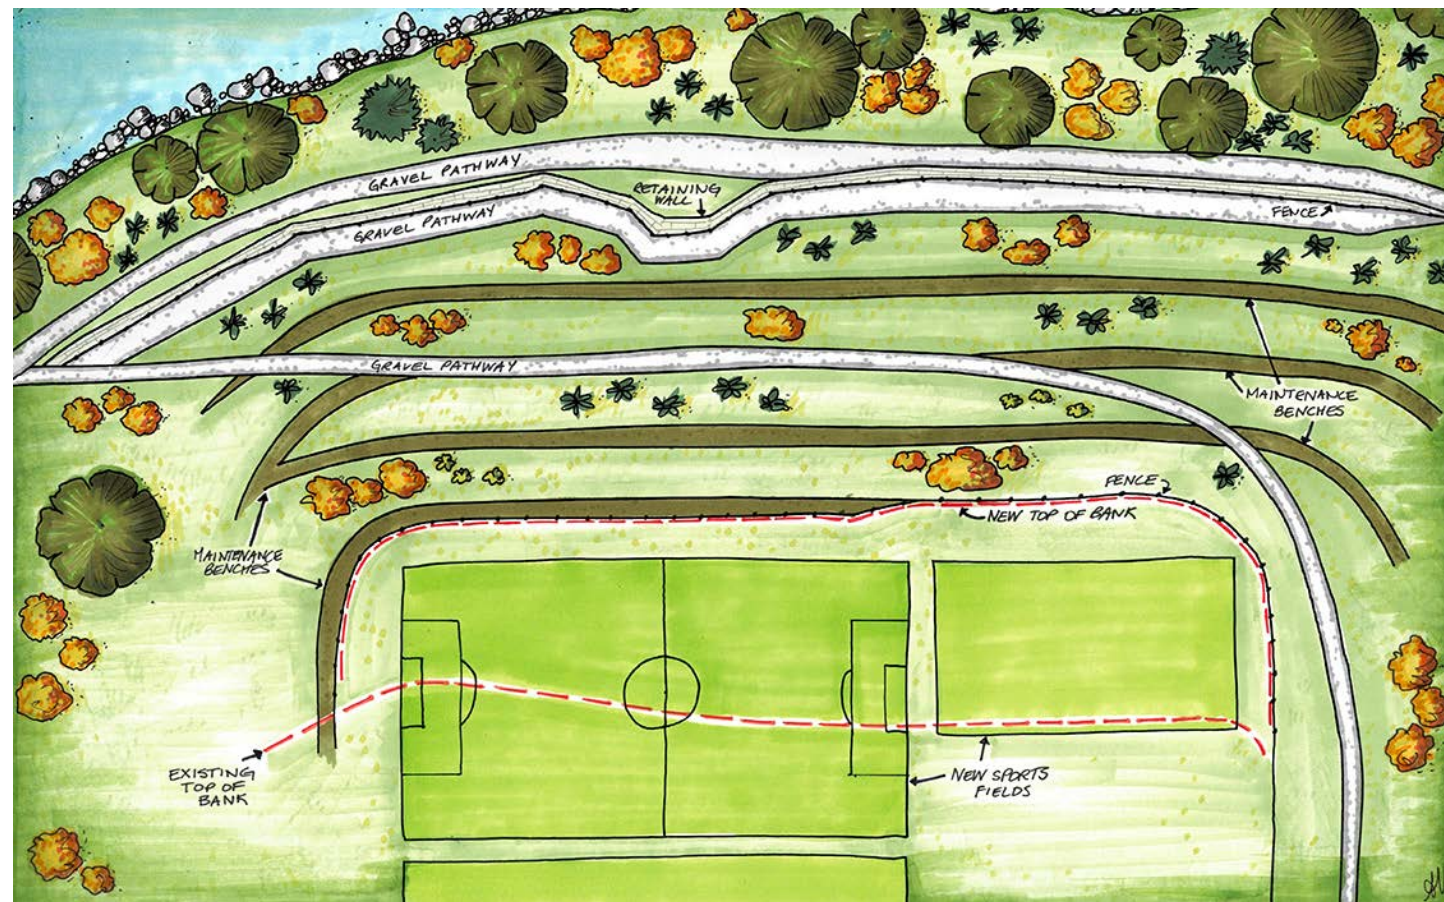 GRAVEL PATHWAY
RETAINING
WALL
GRAVEL PATHWAY
FENCE
GRAVEL PATHWAY
MAINTENANCE
BENCHES
FENCE
NEW TOP OF BANK
MAINTENANCE
BENCHES
EXISTING
TOP OF
BANK
NEW SPORTS
FIELDS